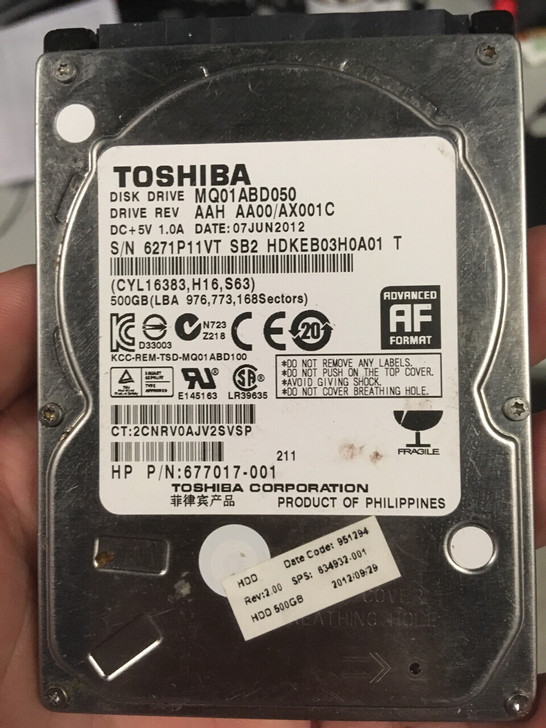 TOSHIBA
DISK DRIVE MQ01ABD050
DRIVE REV AAH AA00/AX001C
DC+5V 1.0A DATE:07JUN2012
S/N 6271P11VT SB2 HDKEB03H0A01 T
(CYL16383,H16,S63)
500GB(LBA 976,773,168Sectors)
ADVANCED
AF
FORMAT
D33003
N723
Z218
CE
20
KCC-REM-TSD-MQ01ABD100
*DO NOT REMOVE ANY LABELS.
*DO NOT PUSH ON THE TOP COVER.
*AVOID GIVING SHOCK.
*DO NOT COVER BREATHING HOLE.
E145163
LR39635
CT:2CNRV0AJV2SVSP
FRAGILE
211
HP P/N:677017-001
TOSHIBA CORPORATION
菲律宾产品 PRODUCT OF PHILIPPINES
HDD Date Code: 951294
Rev:2.00 SPS: 634932.001
HDD 500GB 2012/09/29
COVER
BREATHING HOLE